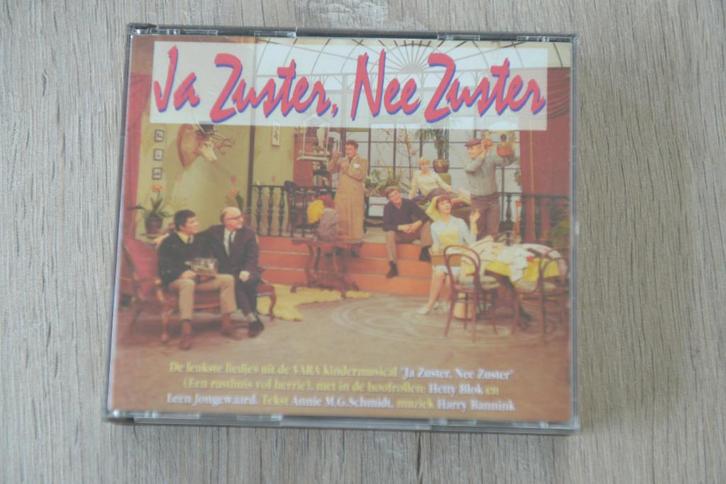 Ja Zuster, Nee Zuster
De leukste liedjes uit de VARA kindermusical "Ja Zuster, Nee Zuster"
(Een rusthuis vol herrie), met in de hoofrollen: Hetty Blok en
Leen Jongewaard. Tekst Annie M.G. Schmidt, muziek Harry Bannink